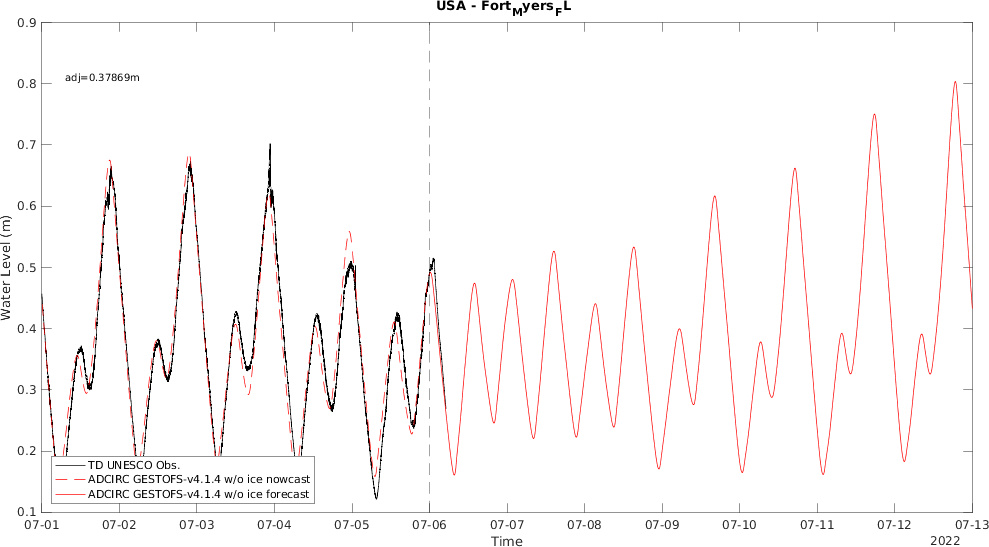 USA - FortMyersFL
0.9
0.8
0.7
0.6
0.5
0.4
0.3
0.2
0.1
Water Level (m)
adj=0.37869m
TD UNESCO Obs.
ADCIRC GESTOFS-v4.1.4 w/o ice nowcast
ADCIRC GESTOFS-v4.1.4 w/o ice forecast
07-01 07-02 07-03 07-04 07-05 07-06 07-07 07-08 07-09 07-10 07-11 07-12 07-13
Time
2022